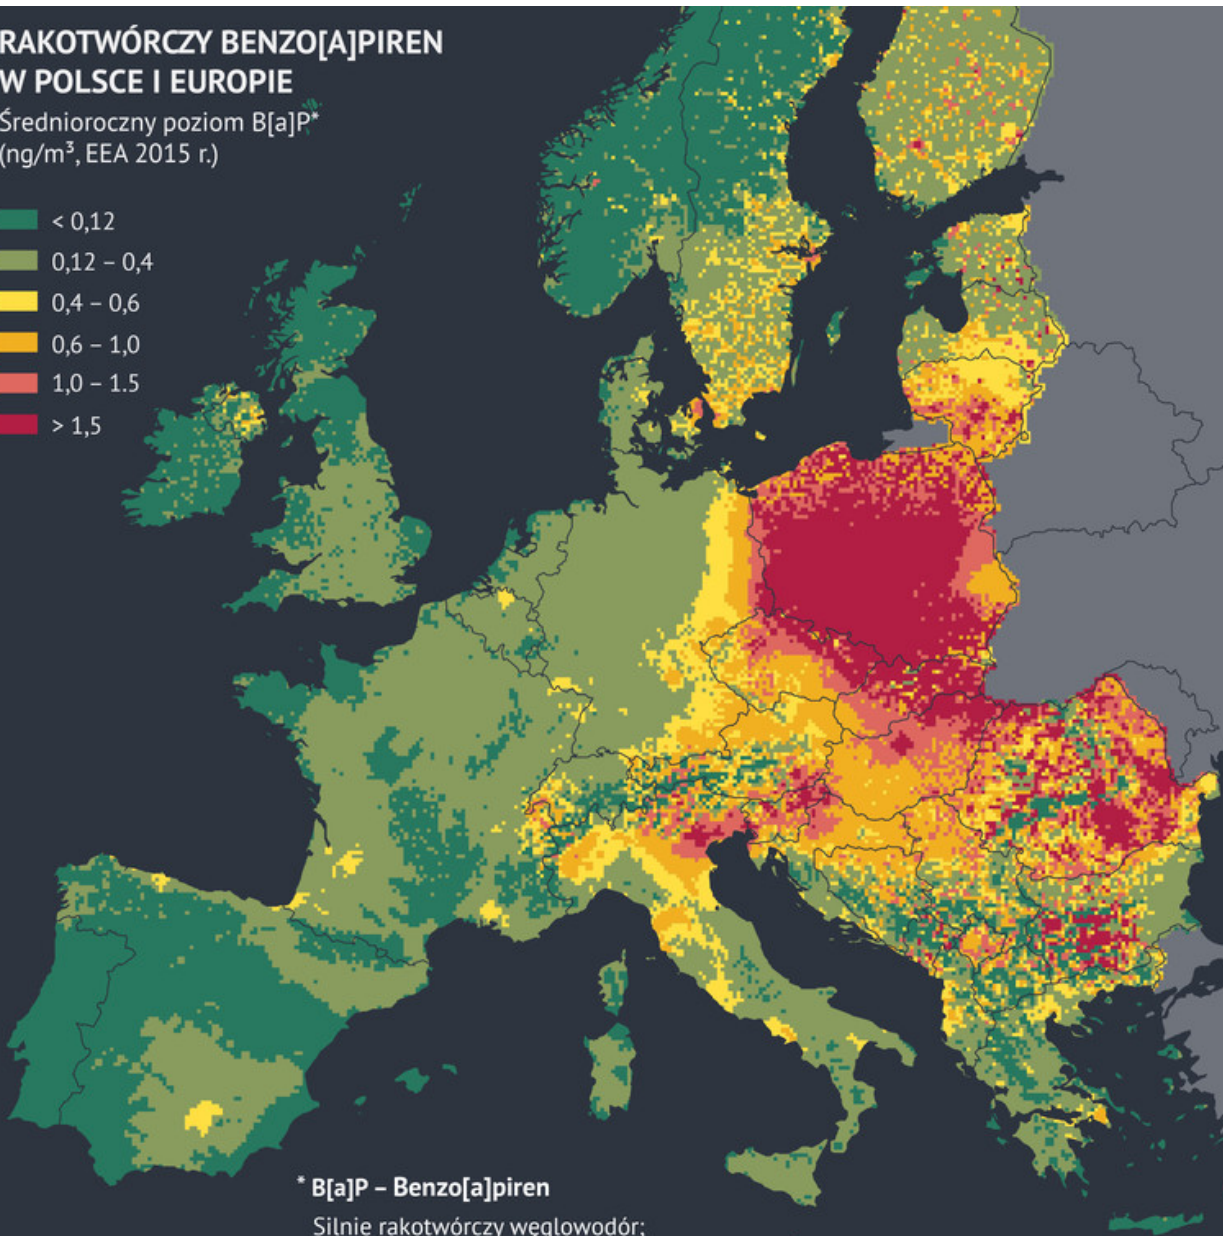 RAKOTWÓRCZY BENZO[A]PIREN
W POLSCE I EUROPIE
Średnioroczny poziom B[a]P*
(ng/m³, EEA 2015 r.)
< 0,12
0,12 – 0,4
0,4 – 0,6
0,6 – 1,0
1,0 – 1.5
> 1,5
* B[a]P – Benzo[a]piren
Silnie rakotwórczy węglowodór;